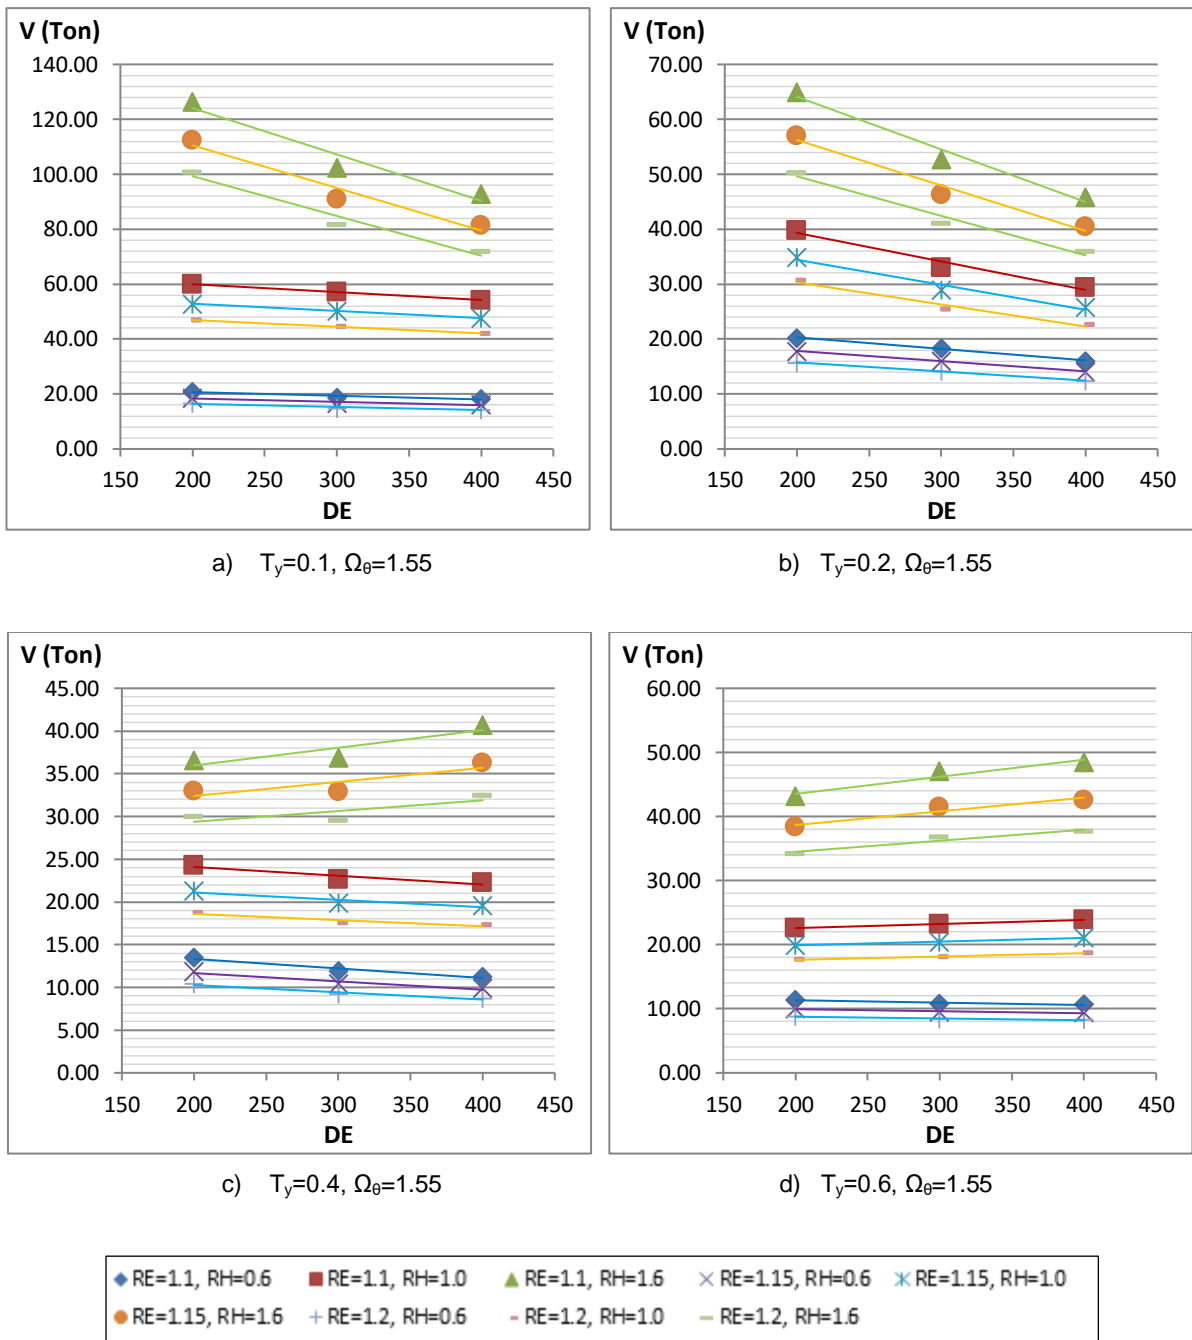 V (Ton)
140.00
120.00
100.00
80.00
60.00
40.00
20.00
0.00
150 200 250 300 350 400 450
DE
a) Ty=0.1, Ωθ=1.55
V (Ton)
70.00
60.00
50.00
40.00
30.00
20.00
10.00
0.00
150 200 250 300 350 400 450
DE
b) Ty=0.2, Ωθ=1.55
V (Ton)
45.00
40.00
35.00
30.00
25.00
20.00
15.00
10.00
5.00
0.00
150 200 250 300 350 400 450
DE
c) Ty=0.4, Ωθ=1.55
V (Ton)
60.00
50.00
40.00
30.00
20.00
10.00
0.00
150 200 250 300 350 400 450
DE
d) Ty=0.6, Ωθ=1.55
RE=1.1, RH=0.6 RE=1.1, RH=1.0 RE=1.1, RH=1.6 RE=1.15, RH=0.6 RE=1.15, RH=1.0
RE=1.15, RH=1.6 RE=1.2, RH=0.6 RE=1.2, RH=1.0 RE=1.2, RH=1.6